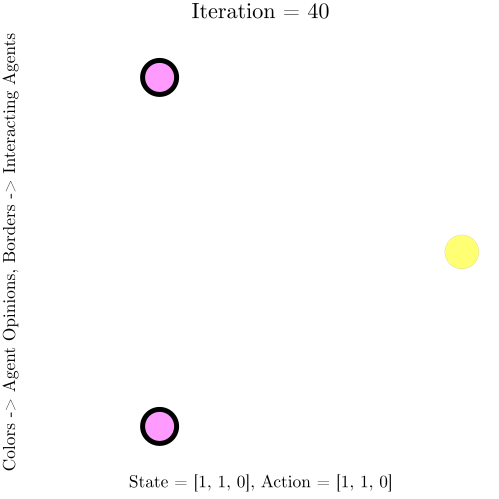 Iteration = 40
Colors -> Agent Opinions, Borders -> Interacting Agents
State = [1, 1, 0], Action = [1, 1, 0]